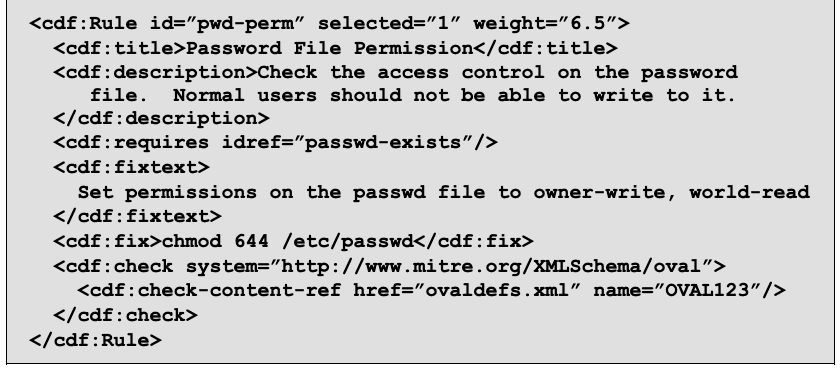 <cdf:Rule id=”pwd-perm” selected=”1” weight=”6.5”>
<cdf:title>Password File Permission</cdf:title>
<cdf:description>Check the access control on the password
file.  Normal users should not be able to write to it.
</cdf:description>
<cdf:requires idref=”passwd-exists”/>
<cdf:fixtext>
Set permissions on the passwd file to owner-write, world-read
</cdf:fixtext>
<cdf:fix>chmod 644 /etc/passwd</cdf:fix>
<cdf:check system=”http://www.mitre.org/XMLSchema/oval”>
<cdf:check-content-ref href=”ovaldefs.xml” name=”OVAL123”/>
</cdf:check>
</cdf:Rule>